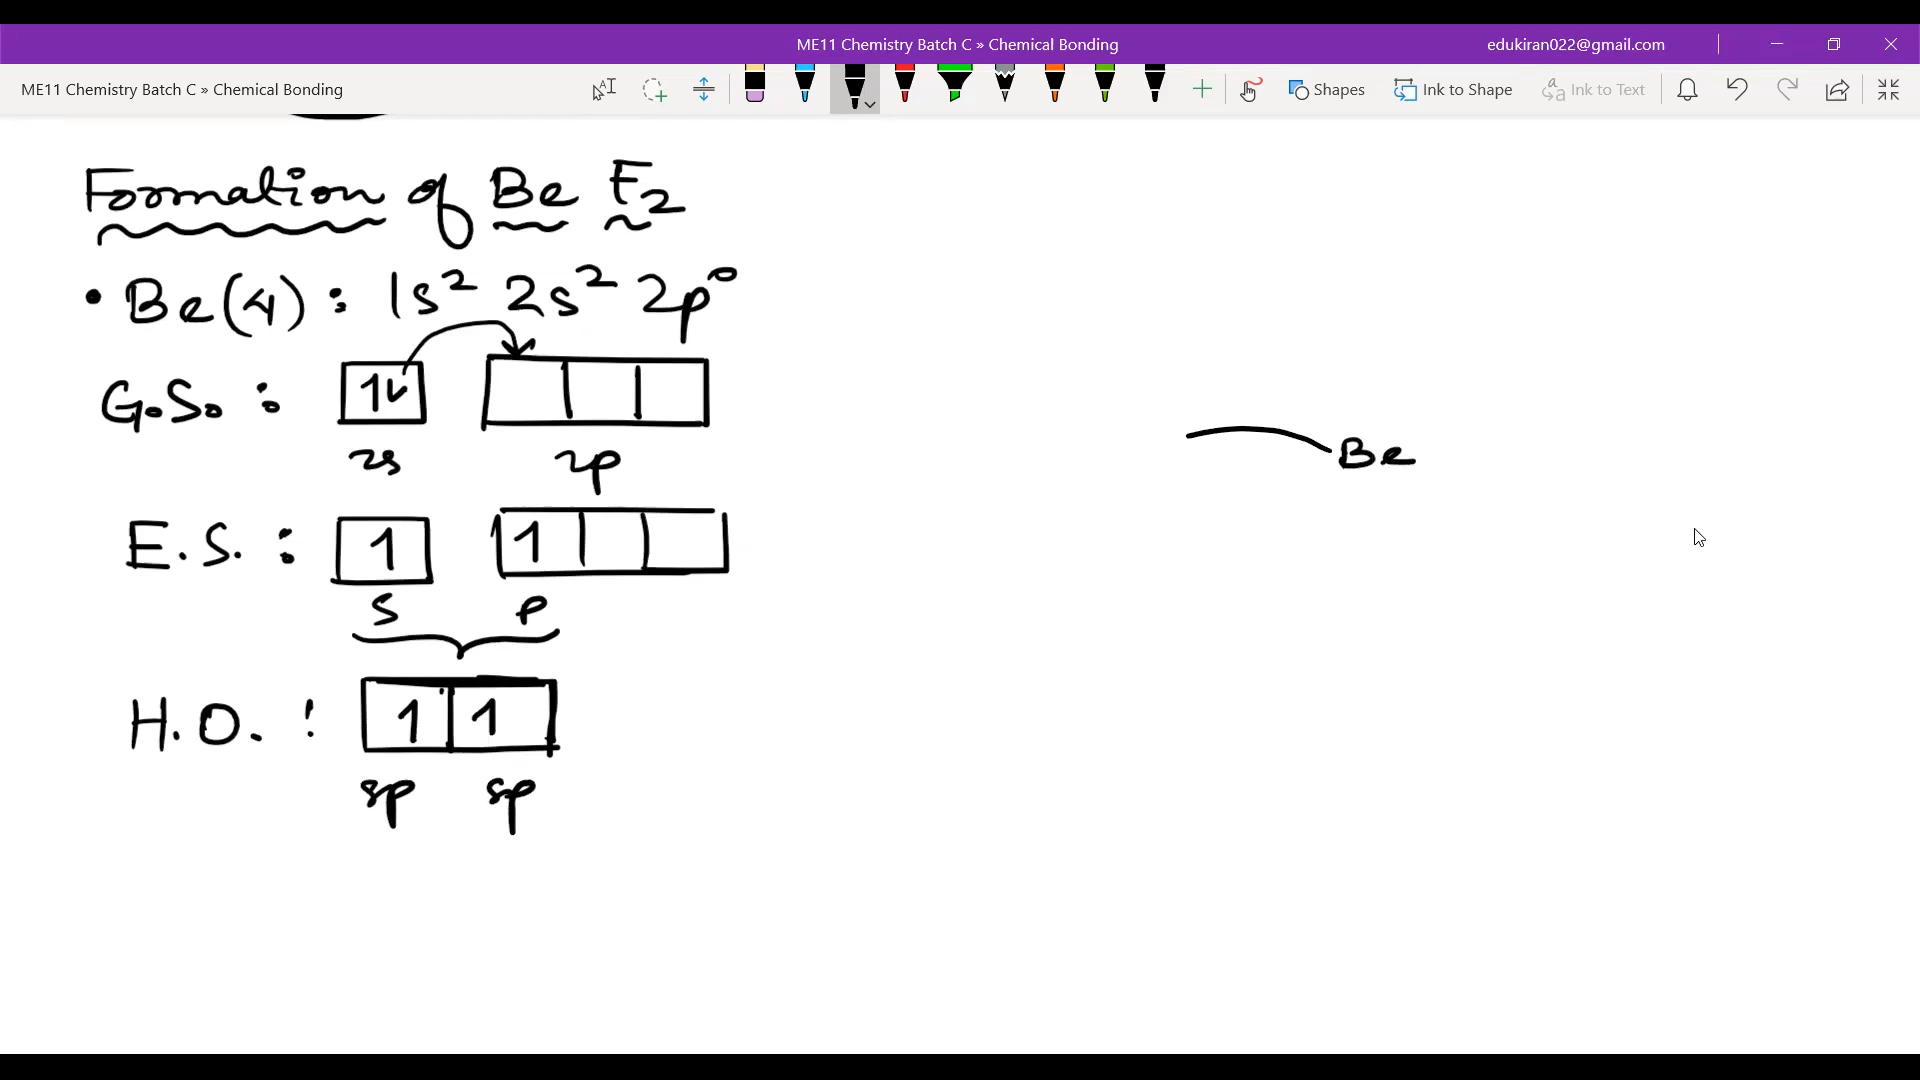 ME11 Chemistry Batch C » Chemical Bonding
edukiran022@gmail.com
ME11 Chemistry Batch C » Chemical Bonding
Shapes
Ink to Shape
Ink to Text
Formation of Be F2
• Be(4) : 1s² 2s² 2p⁰
G.S. : 1
2s 2p
Be
E.S. : 1 1
s p
H.O. : 1 1
sp sp